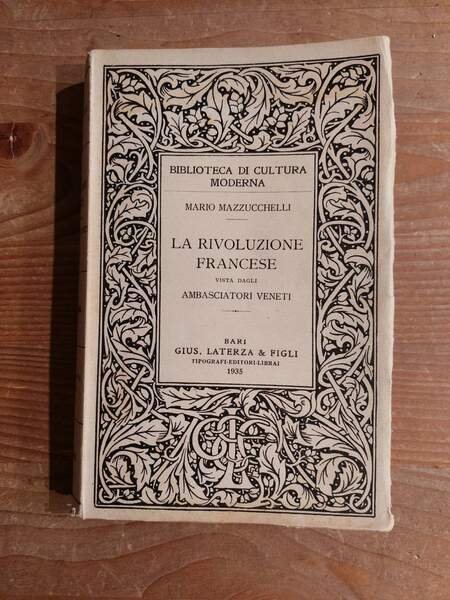 BIBLIOTECA DI CULTURA
MODERNA
MARIO MAZZUCCHELLI
LA RIVOLUZIONE
FRANCESE
VISTA DAGLI
AMBASCIATORI VENETI
BARI
GIUS. LATERZA & FIGLI
TIPOGRAFI-EDITORI-LIBRAI
1935